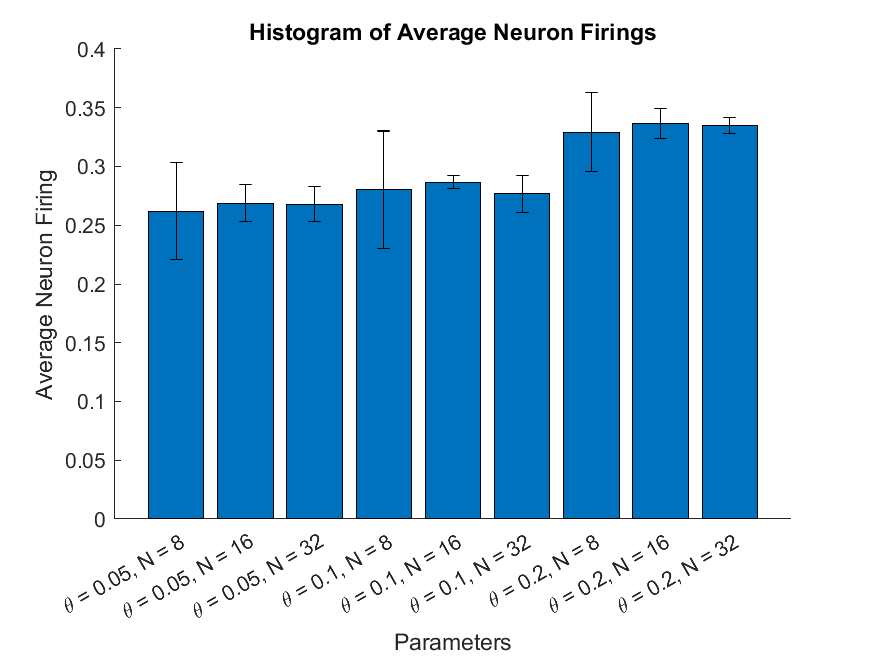 Histogram of Average Neuron Firings
0.4
0.35
0.3
0.25
0.2
0.15
0.1
0.05
0
Average Neuron Firing
θ = 0.05, N = 8
θ = 0.05, N = 16
θ = 0.05, N = 32
θ = 0.1, N = 8
θ = 0.1, N = 16
θ = 0.1, N = 32
θ = 0.2, N = 8
θ = 0.2, N = 16
θ = 0.2, N = 32
Parameters